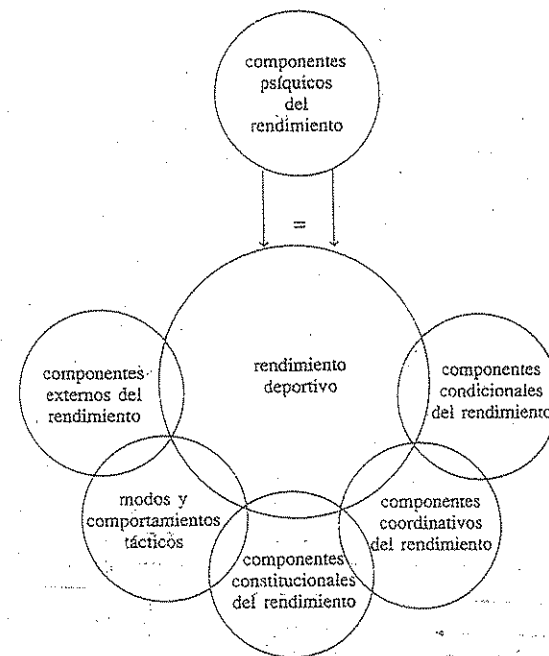 componentes
psíquicos
del
rendimiento
=
rendimiento
deportivo
componentes
externos del
rendimiento
componentes
condicionales
del rendimiento
modos y
comportamientos
tácticos
componentes
coordinativos
del rendimiento
componentes
constitucionales
del rendimiento